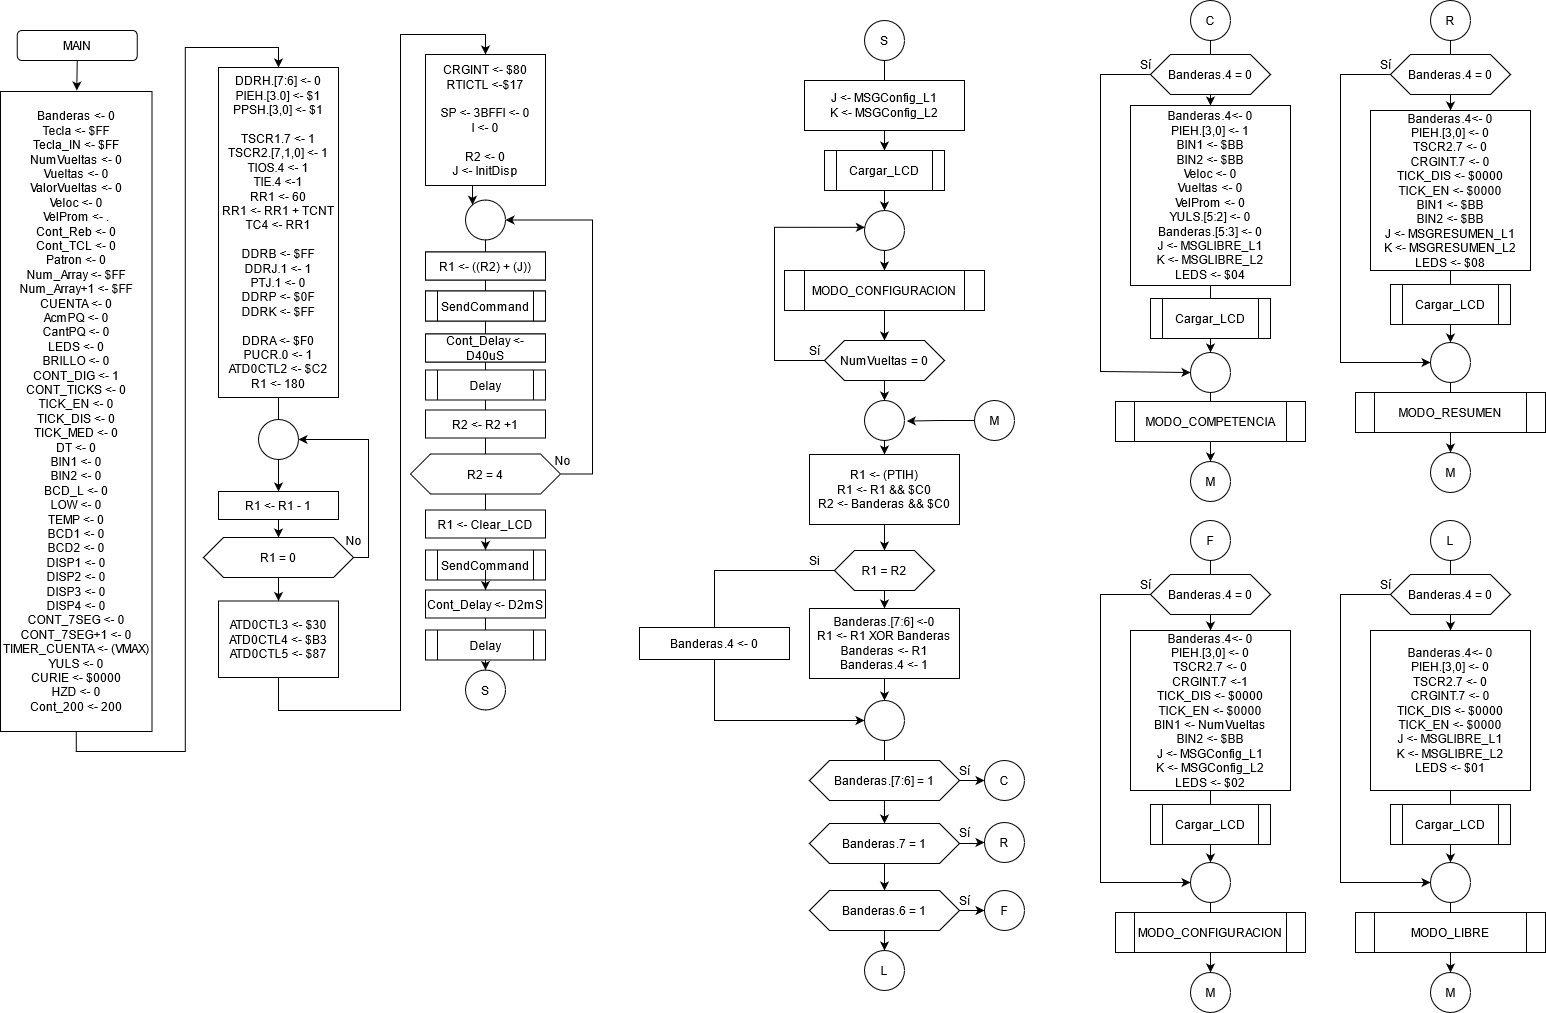 MAIN
Banderas <- 0
Tecla <- $FF
Tecla_IN <- $FF
NumVueltas <- 0
Vueltas <- 0
ValorVueltas <- 0
Veloc <- 0
VelProm <- .
Cont_Reb <- 0
Cont_TCL <- 0
Patron <- 0
Num_Array <- $FF
Num_Array+1 <- $FF
CUENTA <- 0
AcmPQ <- 0
CantPQ <- 0
LEDS <- 0
BRILLO <- 0
CONT_DIG <- 1
CONT_TICKS <- 0
TICK_EN <- 0
TICK_DIS <- 0
TICK_MED <- 0
DT <- 0
BIN1 <- 0
BIN2 <- 0
BCD_L <- 0
LOW <- 0
TEMP <- 0
BCD1 <- 0
BCD2 <- 0
DISP1 <- 0
DISP2 <- 0
DISP3 <- 0
DISP4 <- 0
CONT_7SEG <- 0
CONT_7SEG+1 <- 0
TIMER_CUENTA <- (VMAX)
YULS <- 0
CURIE <- $0000
HZD <- 0
Cont_200 <- 200
DDRH.[7:6] <- 0
PIEH.[3.0] <- $1
PPSH.[3,0] <- $1
TSCR1.7 <- 1
TSCR2.[7,1,0] <- 1
TIOS.4 <- 1
TIE.4 <-1
RR1 <- 60
RR1 <- RR1 + TCNT
TC4 <- RR1
DDRB <- $FF
DDRJ.1 <- 1
PTJ.1 <- 0
DDRP <- $0F
DDRK <- $FF
DDRA <- $F0
PUCR.0 <- 1
ATD0CTL2 <- $C2
R1 <- 180
R1 <- R1 - 1
R1 = 0
No
ATD0CTL3 <- $30
ATD0CTL4 <- $B3
ATD0CTL5 <- $87
CRGINT <- $80
RTICTL <-$17
SP <- 3BFFI <- 0
I <- 0
R2 <- 0
J <- InitDisp
R1 <- ((R2) + (J))
SendCommand
Cont_Delay <-
D40uS
Delay
R2 <- R2 +1
R2 = 4
No
R1 <- Clear_LCD
SendCommand
Cont_Delay <- D2mS
Delay
S
S
J <- MSGConfig_L1
K <- MSGConfig_L2
Cargar_LCD
MODO_CONFIGURACION
Sí
NumVueltas = 0
M
R1 <- (PTIH)
R1 <- R1 && $C0
R2 <- Banderas && $C0
Si
R1 = R2
Banderas.4 <- 0
Banderas.[7:6] <-0
R1 <- R1 XOR Banderas
Banderas <- R1
Banderas.4 <- 1
Banderas.[7:6] = 1
Sí
C
Banderas.7 = 1
Sí
R
Banderas.6 = 1
Sí
F
L
C
Sí
Banderas.4 = 0
Banderas.4<- 0
PIEH.[3,0] <- 1
BIN1 <- $BB
BIN2 <- $BB
Veloc <- 0
Vueltas <- 0
VelProm <- 0
YULS.[5:2] <- 0
Banderas.[5:3] <- 0
J <- MSGLIBRE_L1
K <- MSGLIBRE_L2
LEDS <- $04
Cargar_LCD
MODO_COMPETENCIA
M
R
Sí
Banderas.4 = 0
Banderas.4<- 0
PIEH.[3,0] <- 0
TSCR2.7 <- 0
CRGINT.7 <- 0
TICK_DIS <- $0000
TICK_EN <- $0000
BIN1 <- $BB
BIN2 <- $BB
J <- MSGRESUMEN_L1
K <- MSGRESUMEN_L2
LEDS <- $08
Cargar_LCD
MODO_RESUMEN
M
F
Sí
Banderas.4 = 0
Banderas.4<- 0
PIEH.[3,0] <- 0
TSCR2.7 <- 0
CRGINT.7 <-1
TICK_DIS <- $0000
TICK_EN <- $0000
BIN1 <- NumVueltas
BIN2 <- $BB
J <- MSGConfig_L1
K <- MSGConfig_L2
LEDS <- $02
Cargar_LCD
MODO_CONFIGURACION
M
L
Sí
Banderas.4 = 0
Banderas.4<- 0
PIEH.[3,0] <- 0
TSCR2.7 <- 0
CRGINT.7 <- 0
TICK_DIS <- $0000
TICK_EN <- $0000
J <- MSGLIBRE_L1
K <- MSGLIBRE_L2
LEDS <- $01
Cargar_LCD
MODO_LIBRE
M